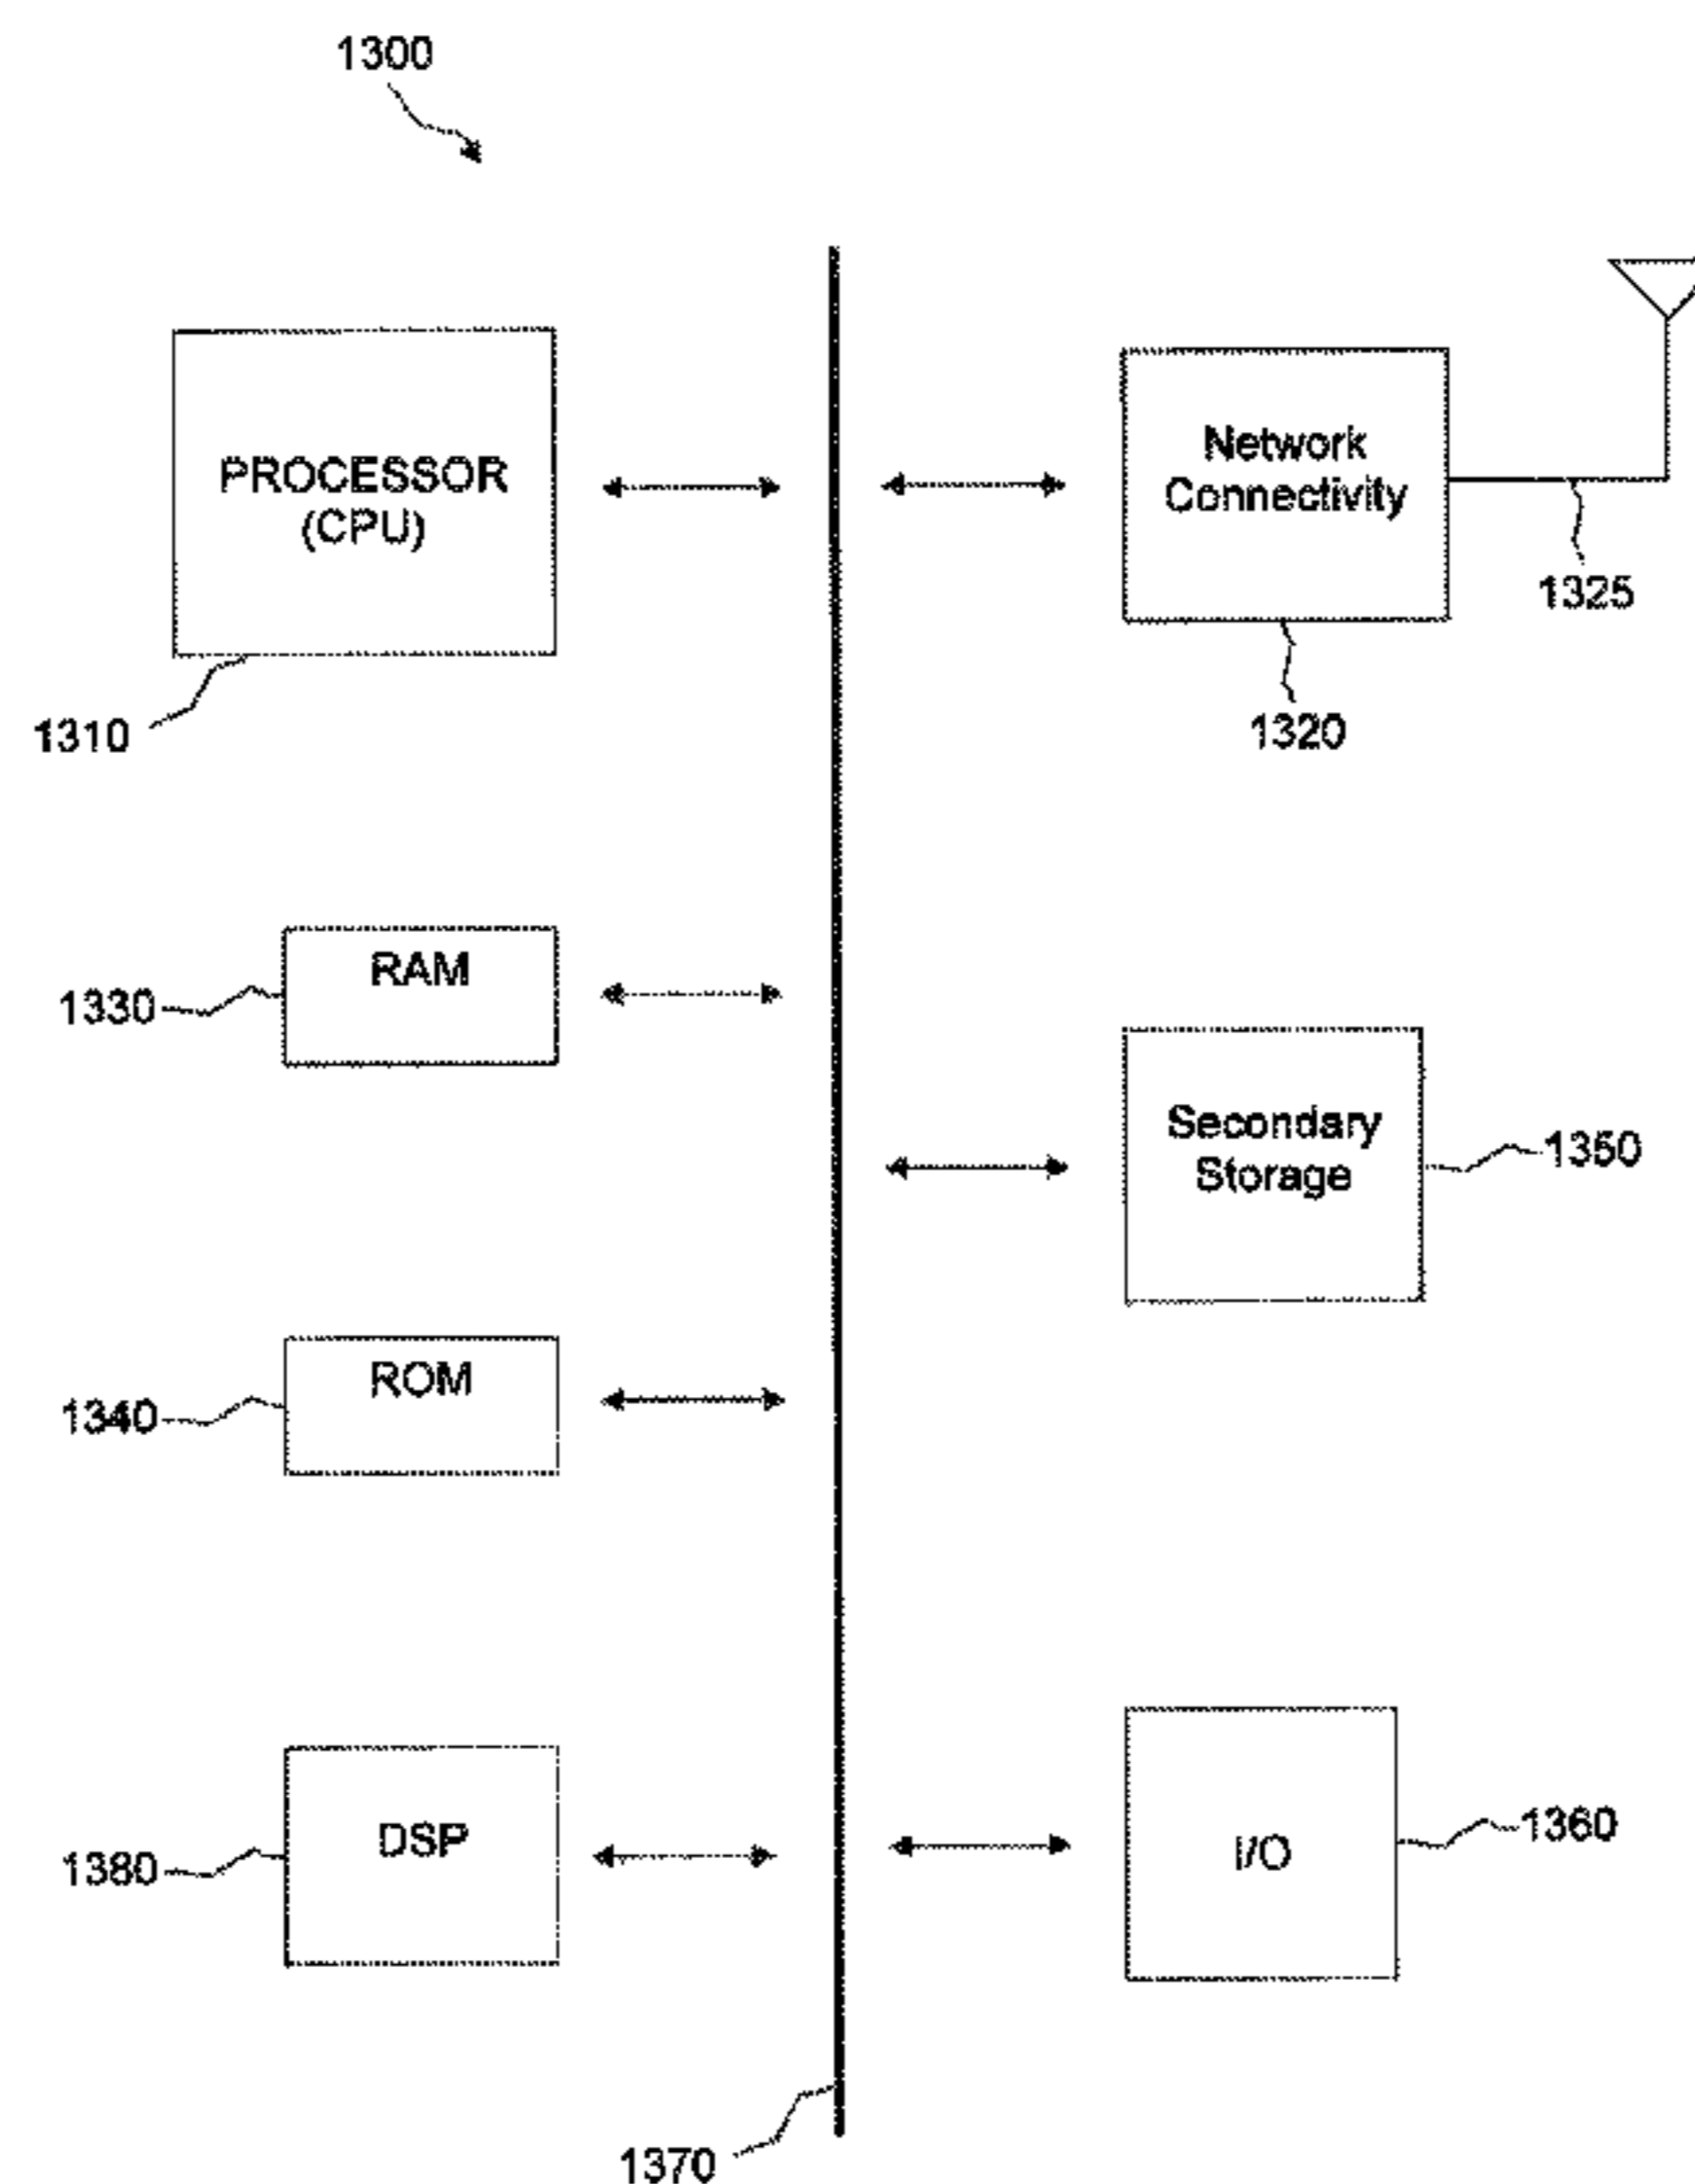 1300
PROCESSOR
(CPU)
1310
Network
Connectivity
1325
1320
RAM
1330
Secondary
Storage
1350
ROM
1340
DSP
1380
I/O
1360
1370